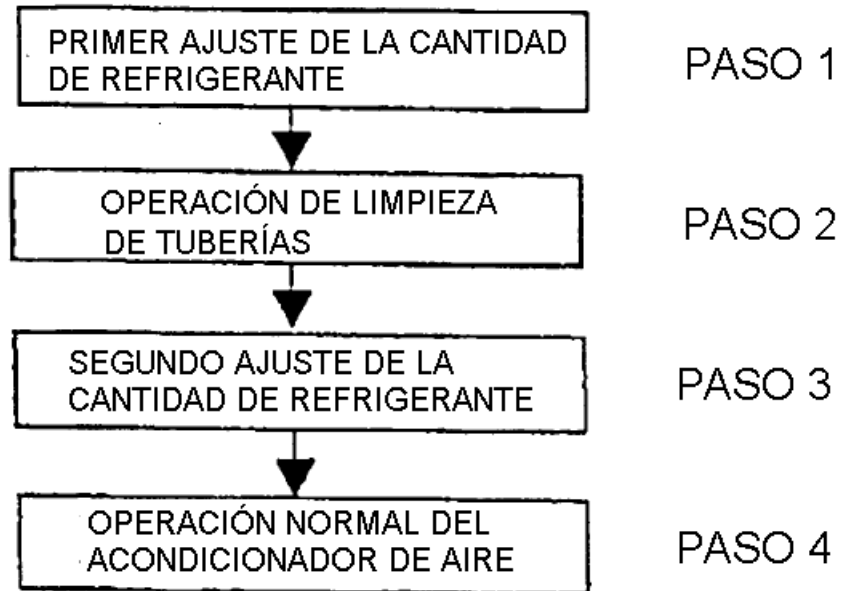 PRIMER AJUSTE DE LA CANTIDAD
DE REFRIGERANTE
PASO 1
OPERACIÓN DE LIMPIEZA
DE TUBERÍAS
PASO 2
SEGUNDO AJUSTE DE LA
CANTIDAD DE REFRIGERANTE
PASO 3
OPERACIÓN NORMAL DEL
ACONDICIONADOR DE AIRE
PASO 4